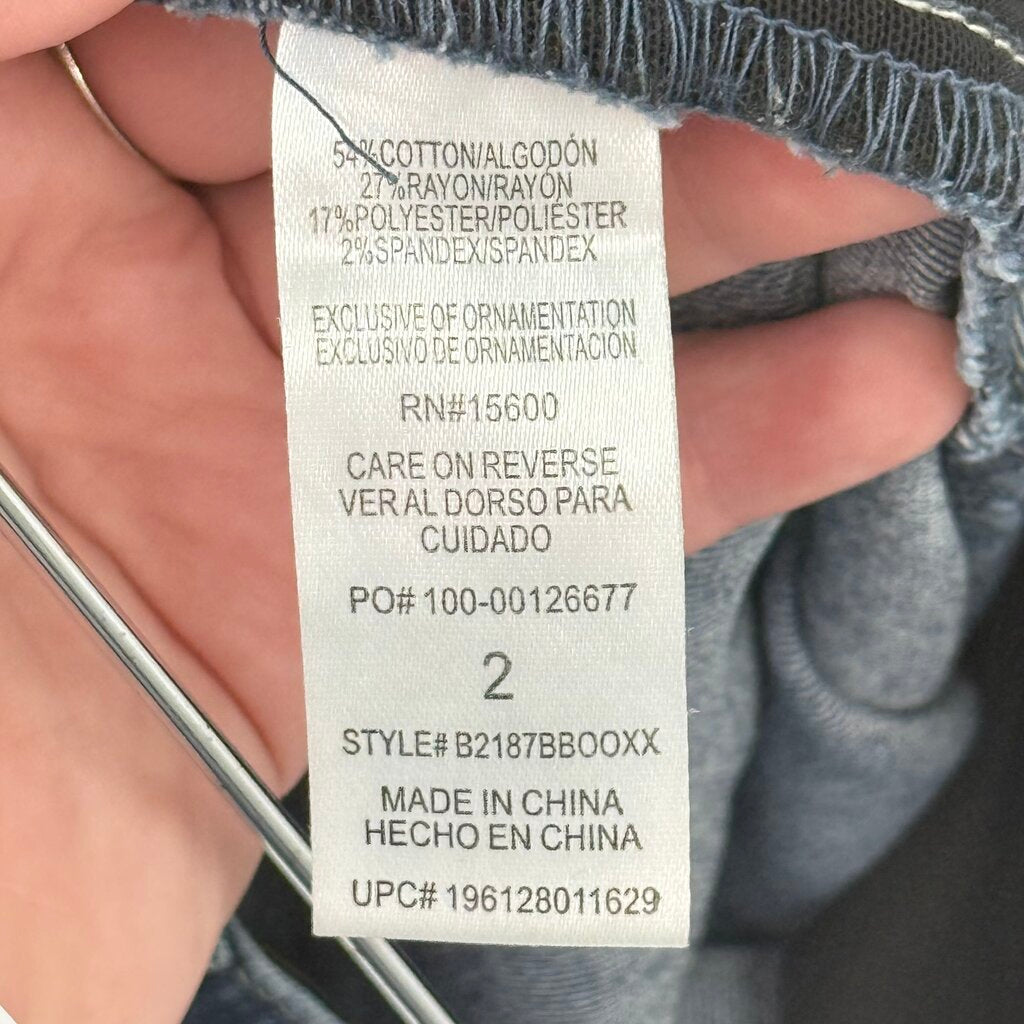 54%COTTON/ALGODÓN
27%RAYON/RAYÓN
17%POLYESTER/POLIÉSTER
2%SPANDEX/SPANDEX
EXCLUSIVE OF ORNAMENTATION
EXCLUSIVO DE ORNAMENTACIÓN
RN#15600
CARE ON REVERSE
VER AL DORSO PARA
CUIDADO
PO# 100-00126677
2
STYLE# B2187BBOOXX
MADE IN CHINA
HECHO EN CHINA
UPC# 196128011629